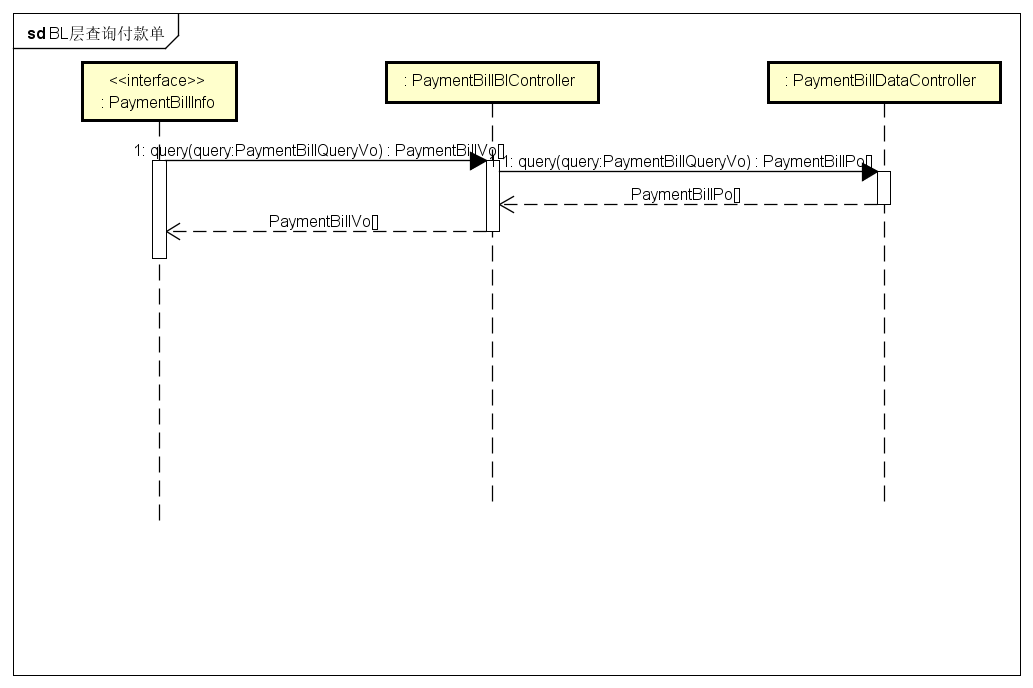 sd BL层查询付款单
<<interface>>
: PaymentBillInfo
: PaymentBillBlController
: PaymentBillDataController
1: query(query:PaymentBillQueryVo) : PaymentBillVo[]
1.1: query(query:PaymentBillQueryVo) : PaymentBillPo[]
PaymentBillPo[]
PaymentBillVo[]